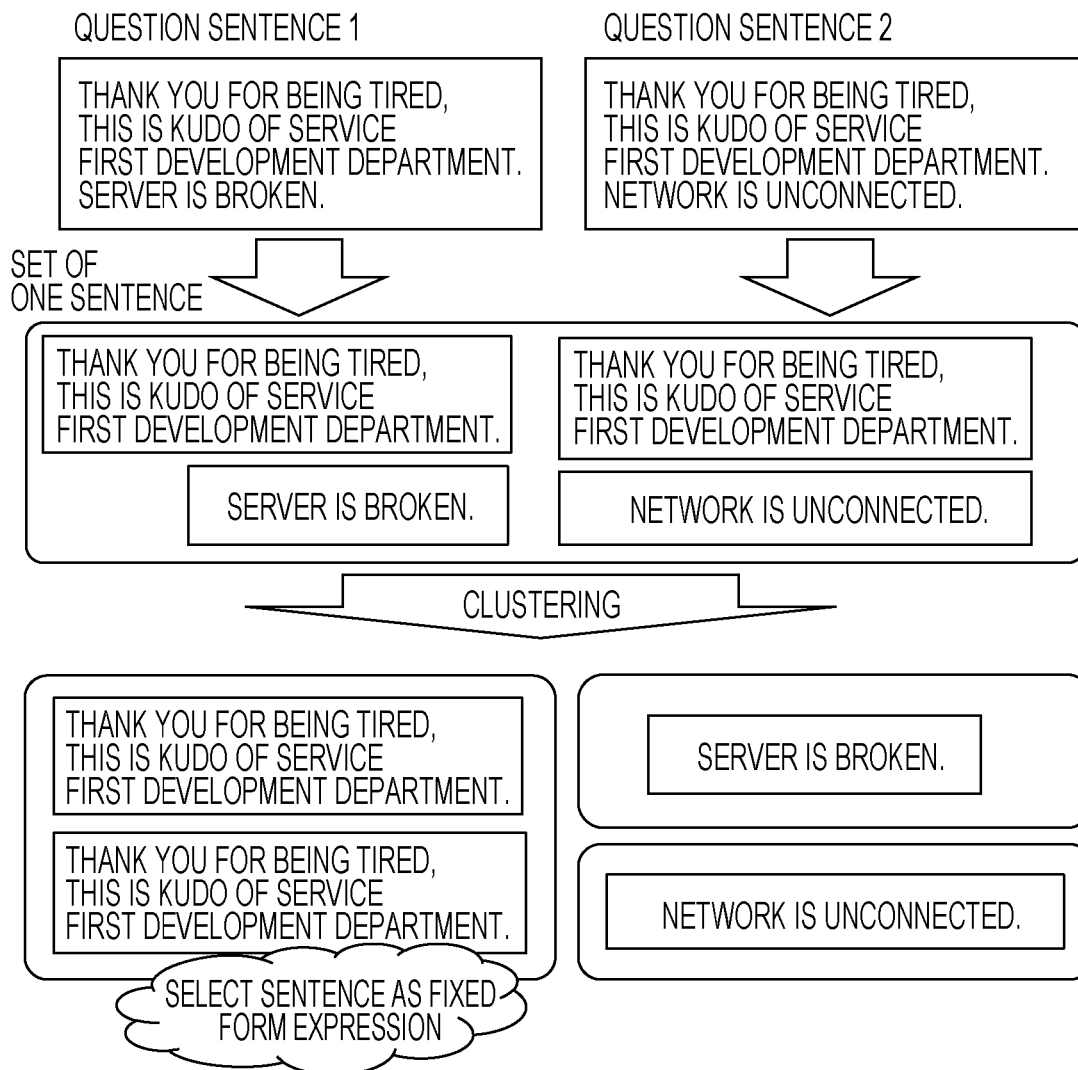 QUESTION SENTENCE 1
THANK YOU FOR BEING TIRED,
THIS IS KUDO OF SERVICE
FIRST DEVELOPMENT DEPARTMENT.
SERVER IS BROKEN.
QUESTION SENTENCE 2
THANK YOU FOR BEING TIRED,
THIS IS KUDO OF SERVICE
FIRST DEVELOPMENT DEPARTMENT.
NETWORK IS UNCONNECTED.
SET OF
ONE SENTENCE
THANK YOU FOR BEING TIRED,
THIS IS KUDO OF SERVICE
FIRST DEVELOPMENT DEPARTMENT.
SERVER IS BROKEN.
THANK YOU FOR BEING TIRED,
THIS IS KUDO OF SERVICE
FIRST DEVELOPMENT DEPARTMENT.
NETWORK IS UNCONNECTED.
CLUSTERING
THANK YOU FOR BEING TIRED,
THIS IS KUDO OF SERVICE
FIRST DEVELOPMENT DEPARTMENT.
THANK YOU FOR BEING TIRED,
THIS IS KUDO OF SERVICE
FIRST DEVELOPMENT DEPARTMENT.
SELECT SENTENCE AS FIXED
FORM EXPRESSION
SERVER IS BROKEN.
NETWORK IS UNCONNECTED.